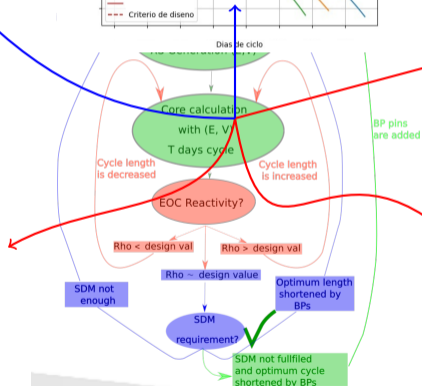 Criterio de diseno
Dias de ciclo
Core calculation
with (E, V)
T days cycle
BP pins
are added
Cycle length
is decreased
Cycle length
is increased
EOC Reactivity?
Rho < design val
Rho > design val
Rho ~ design value
SDM not
enough
Optimum length
shortened by
BPs
SDM
requirement?
SDM not fullfiled
and optimum cycle
shortened by BPs